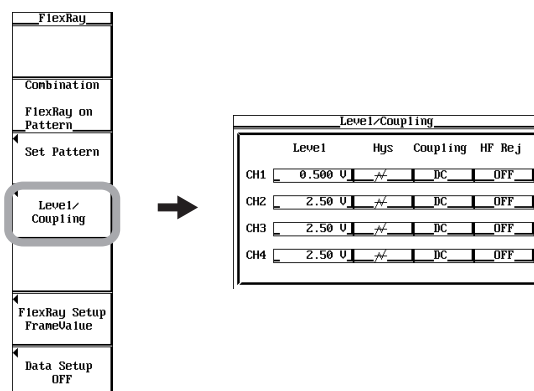 FlexRay
Combination
FlexRay on
Pattern
Set Pattern
Level/
Coupling
FlexRay Setup
FrameValue
Data Setup
OFF
Level/Coupling
Level Hys Coupling HF Rej
CH1 0.500 V DC OFF
CH2 2.50 V DC OFF
CH3 2.50 V DC OFF
CH4 2.50 V DC OFF